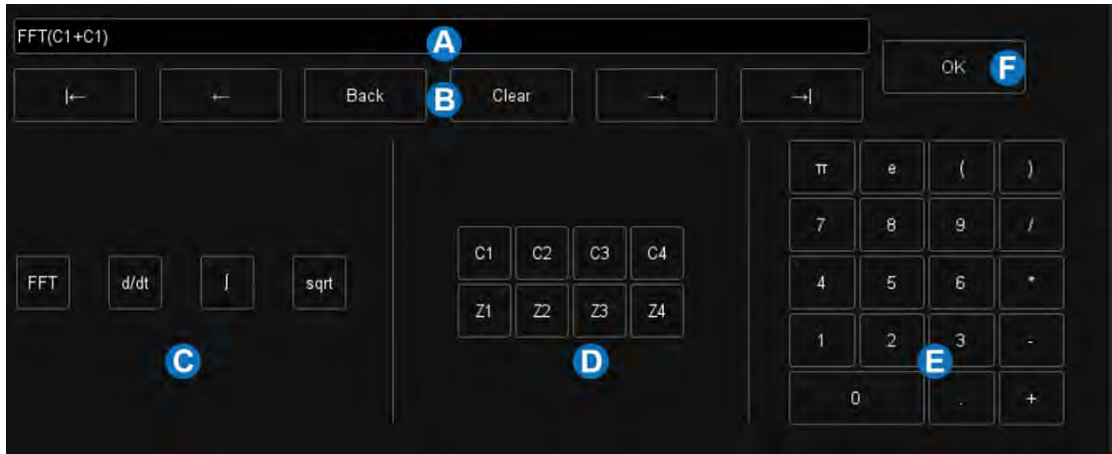 FFT(C1+C1)
A
|← ← Back B Clear → →|
OK F
π e ( )
7 8 9 /
4 5 6 *
1 2 3 -
0 . +
E
FFT d/dt ∫ sqrt
C
C1 C2 C3 C4
Z1 Z2 Z3 Z4
D